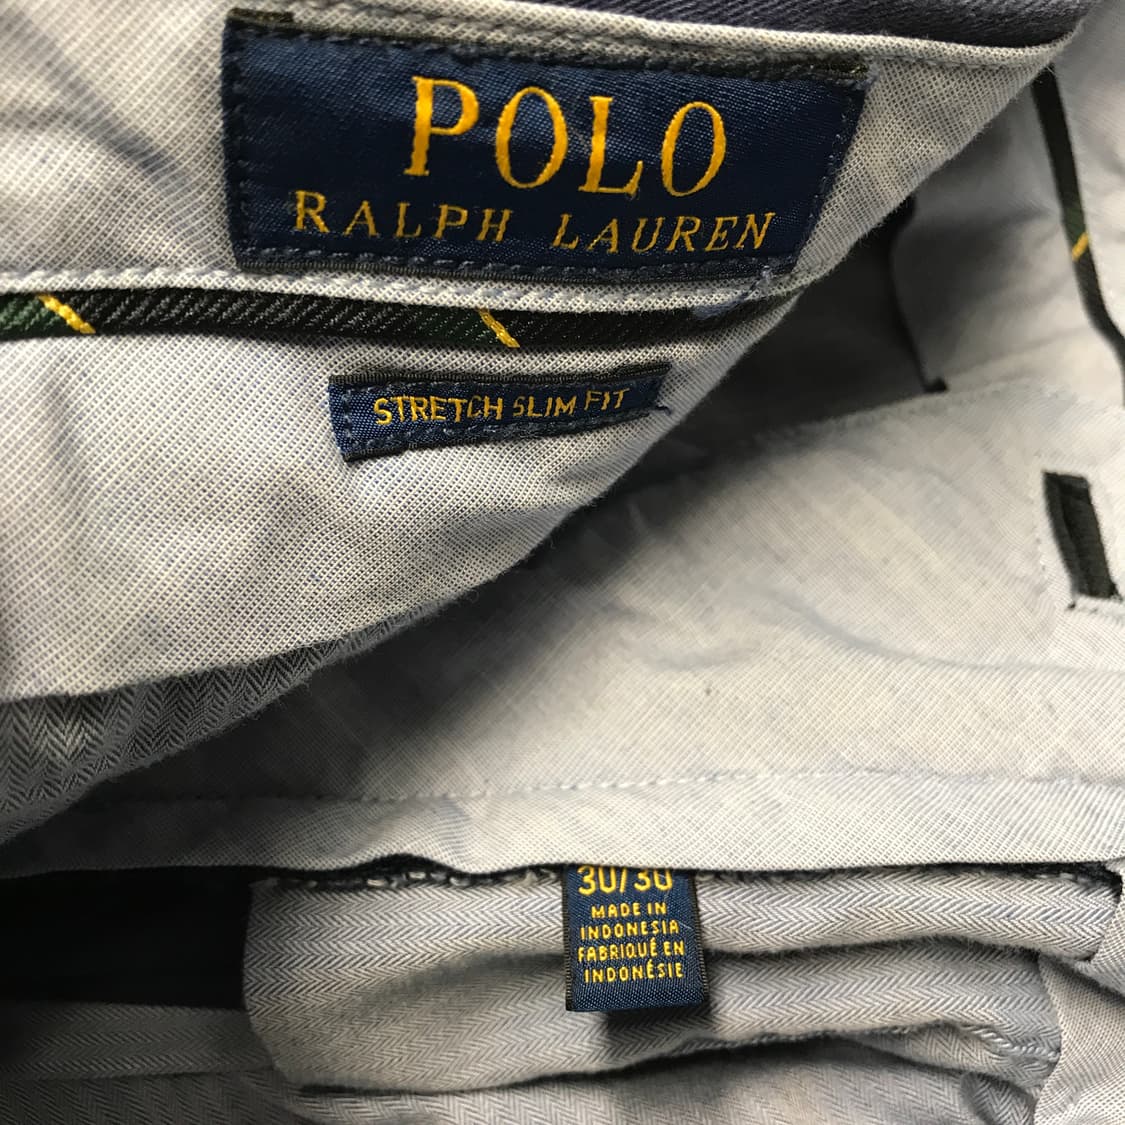 POLO
RALPH LAUREN
STRETCH SLIM FIT
30/30
MADE IN
INDONESIA
FABRIQUÉ EN
INDONÉSIE